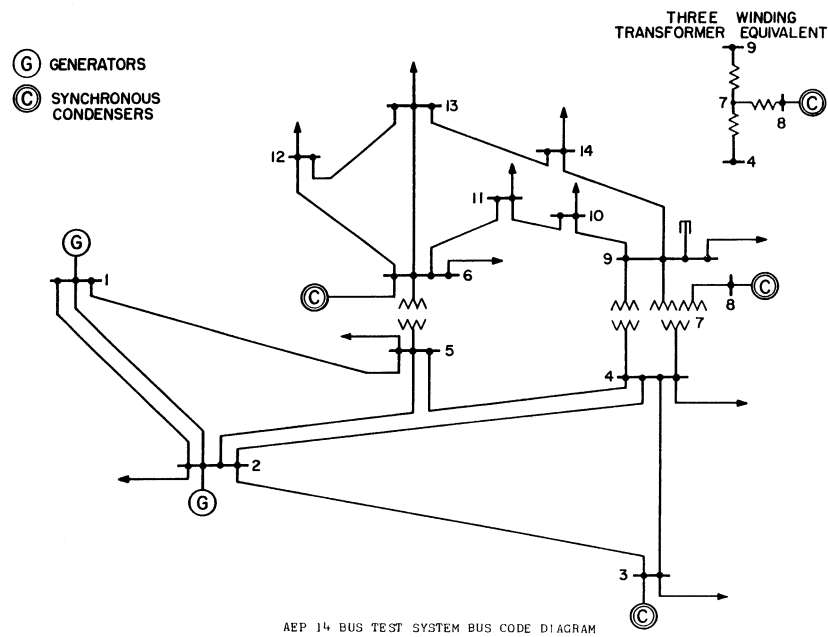 THREE WINDING
TRANSFORMER EQUIVALENT
9
7
8
C
4
G GENERATORS
C SYNCHRONOUS
CONDENSERS
13
12
14
11
10
G
1
6
9
C
8
C
7
5
4
2
G
3
C
AEP 14 BUS TEST SYSTEM BUS CODE DIAGRAM